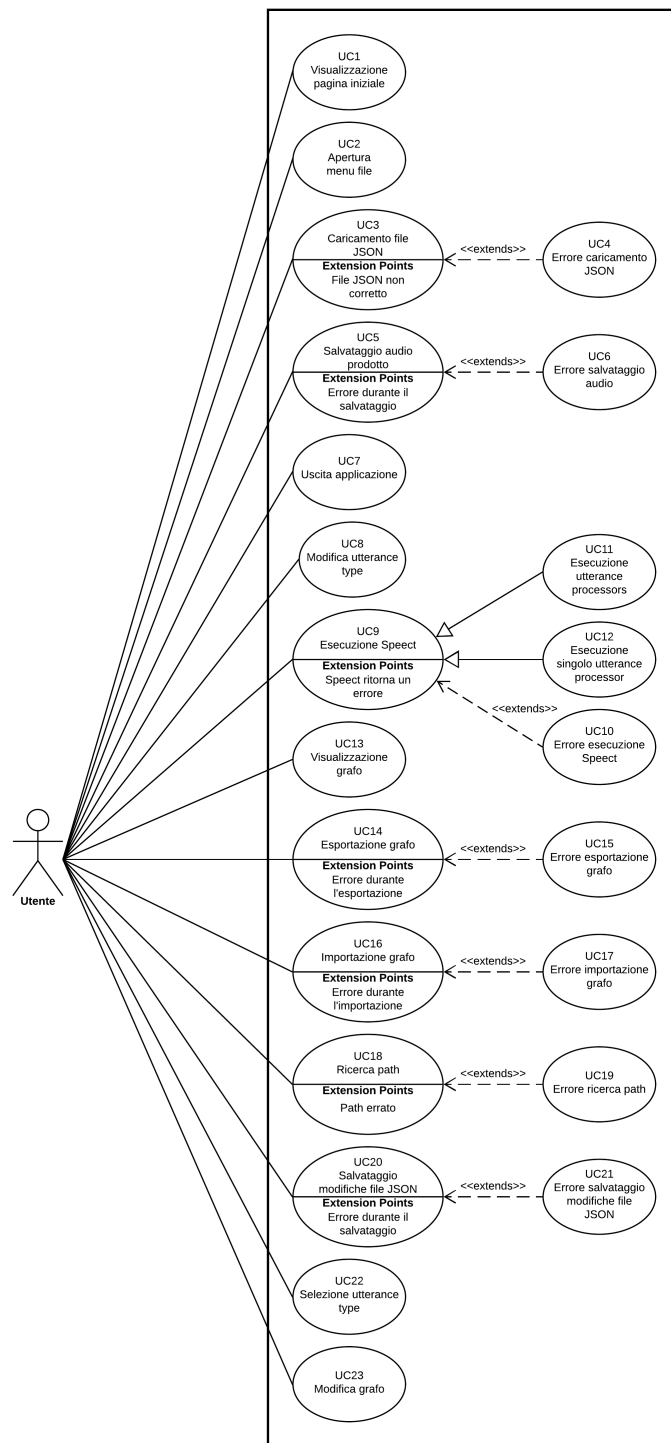 UC1
Visualizzazione
pagina iniziale
UC2
Apertura
menu file
UC3
Caricamento file
JSON
Extension Points
File JSON non
corretto
<<extends>>
UC4
Errore caricamento
JSON
UC5
Salvataggio audio
prodotto
Extension Points
Errore durante il
salvataggio
<<extends>>
UC6
Errore salvataggio
audio
UC7
Uscita applicazione
UC8
Modifica utterance
type
UC11
Esecuzione
utterance
processors
UC9
Esecuzione Speect
Extension Points
Speect ritorna un
errore
UC12
Esecuzione
singolo utterance
processor
<<extends>>
UC10
Errore esecuzione
Speect
UC13
Visualizzazione
grafo
Utente
UC14
Esportazione grafo
Extension Points
Errore durante
l'esportazione
<<extends>>
UC15
Errore esportazione
grafo
UC16
Importazione grafo
Extension Points
Errore durante
l'importazione
<<extends>>
UC17
Errore importazione
grafo
UC18
Ricerca path
Extension Points
Path errato
<<extends>>
UC19
Errore ricerca path
UC20
Salvataggio
modifiche file JSON
Extension Points
Errore durante il
salvataggio
<<extends>>
UC21
Errore salvataggio
modifiche file
JSON
UC22
Selezione utterance
type
UC23
Modifica grafo